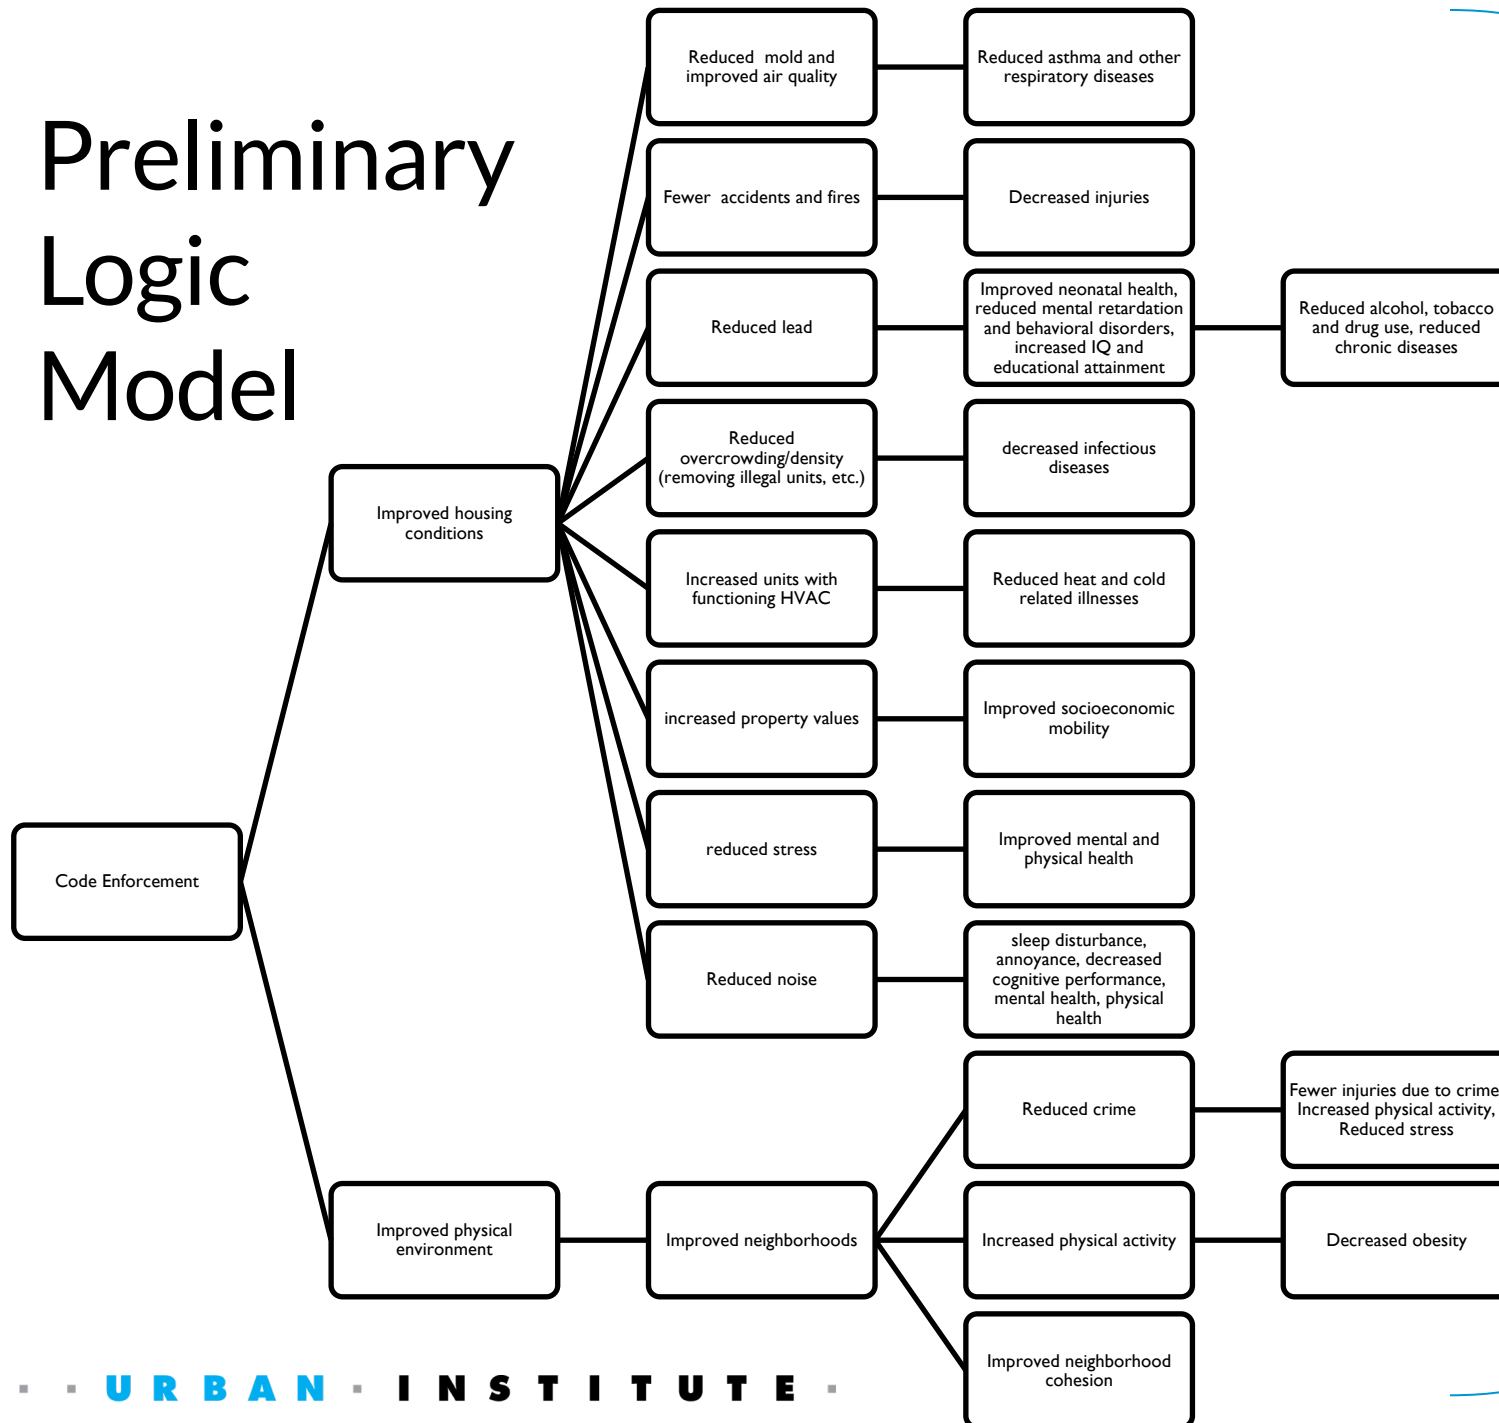 Preliminary
Logic
Model
Reduced  mold and
improved air quality
Reduced asthma and other
respiratory diseases
Fewer  accidents and fires
Decreased injuries
Reduced lead
Improved neonatal health,
reduced mental retardation
and behavioral disorders,
increased IQ and
educational attainment
Reduced alcohol, tobacco
and drug use, reduced
chronic diseases
Reduced
overcrowding/density
(removing illegal units, etc.)
decreased infectious
diseases
Improved housing
conditions
Increased units with
functioning HVAC
Reduced heat and cold
related illnesses
increased property values
Improved socioeconomic
mobility
Code Enforcement
reduced stress
Improved mental and
physical health
Reduced noise
sleep disturbance,
annoyance, decreased
cognitive performance,
mental health, physical
health
Reduced crime
Fewer injuries due to crime
Increased physical activity,
Reduced stress
Improved physical
environment
Improved neighborhoods
Increased physical activity
Decreased obesity
Improved neighborhood
cohesion
URBAN INSTITUTE